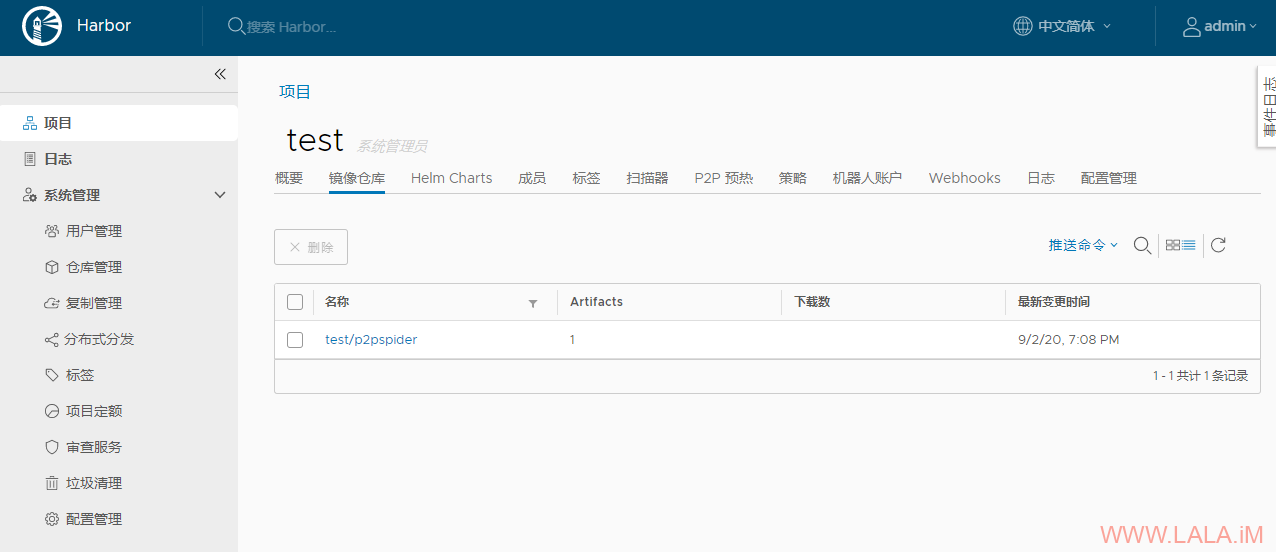 Harbor
搜索 Harbor...
中文简体
admin
事件日志
项目
日志
系统管理
用户管理
仓库管理
复制管理
分布式分发
标签
项目定额
审查服务
垃圾清理
配置管理
项目
test 系统管理员
概要 镜像仓库 Helm Charts 成员 标签 扫描器 P2P 预热 策略 机器人账户 Webhooks 日志 配置管理
× 删除
推送命令
名称 Artifacts 下载数 最新变更时间
test/p2pspider 1 9/2/20, 7:08 PM
1 - 1 共计 1 条记录
WWW.LALA.iM